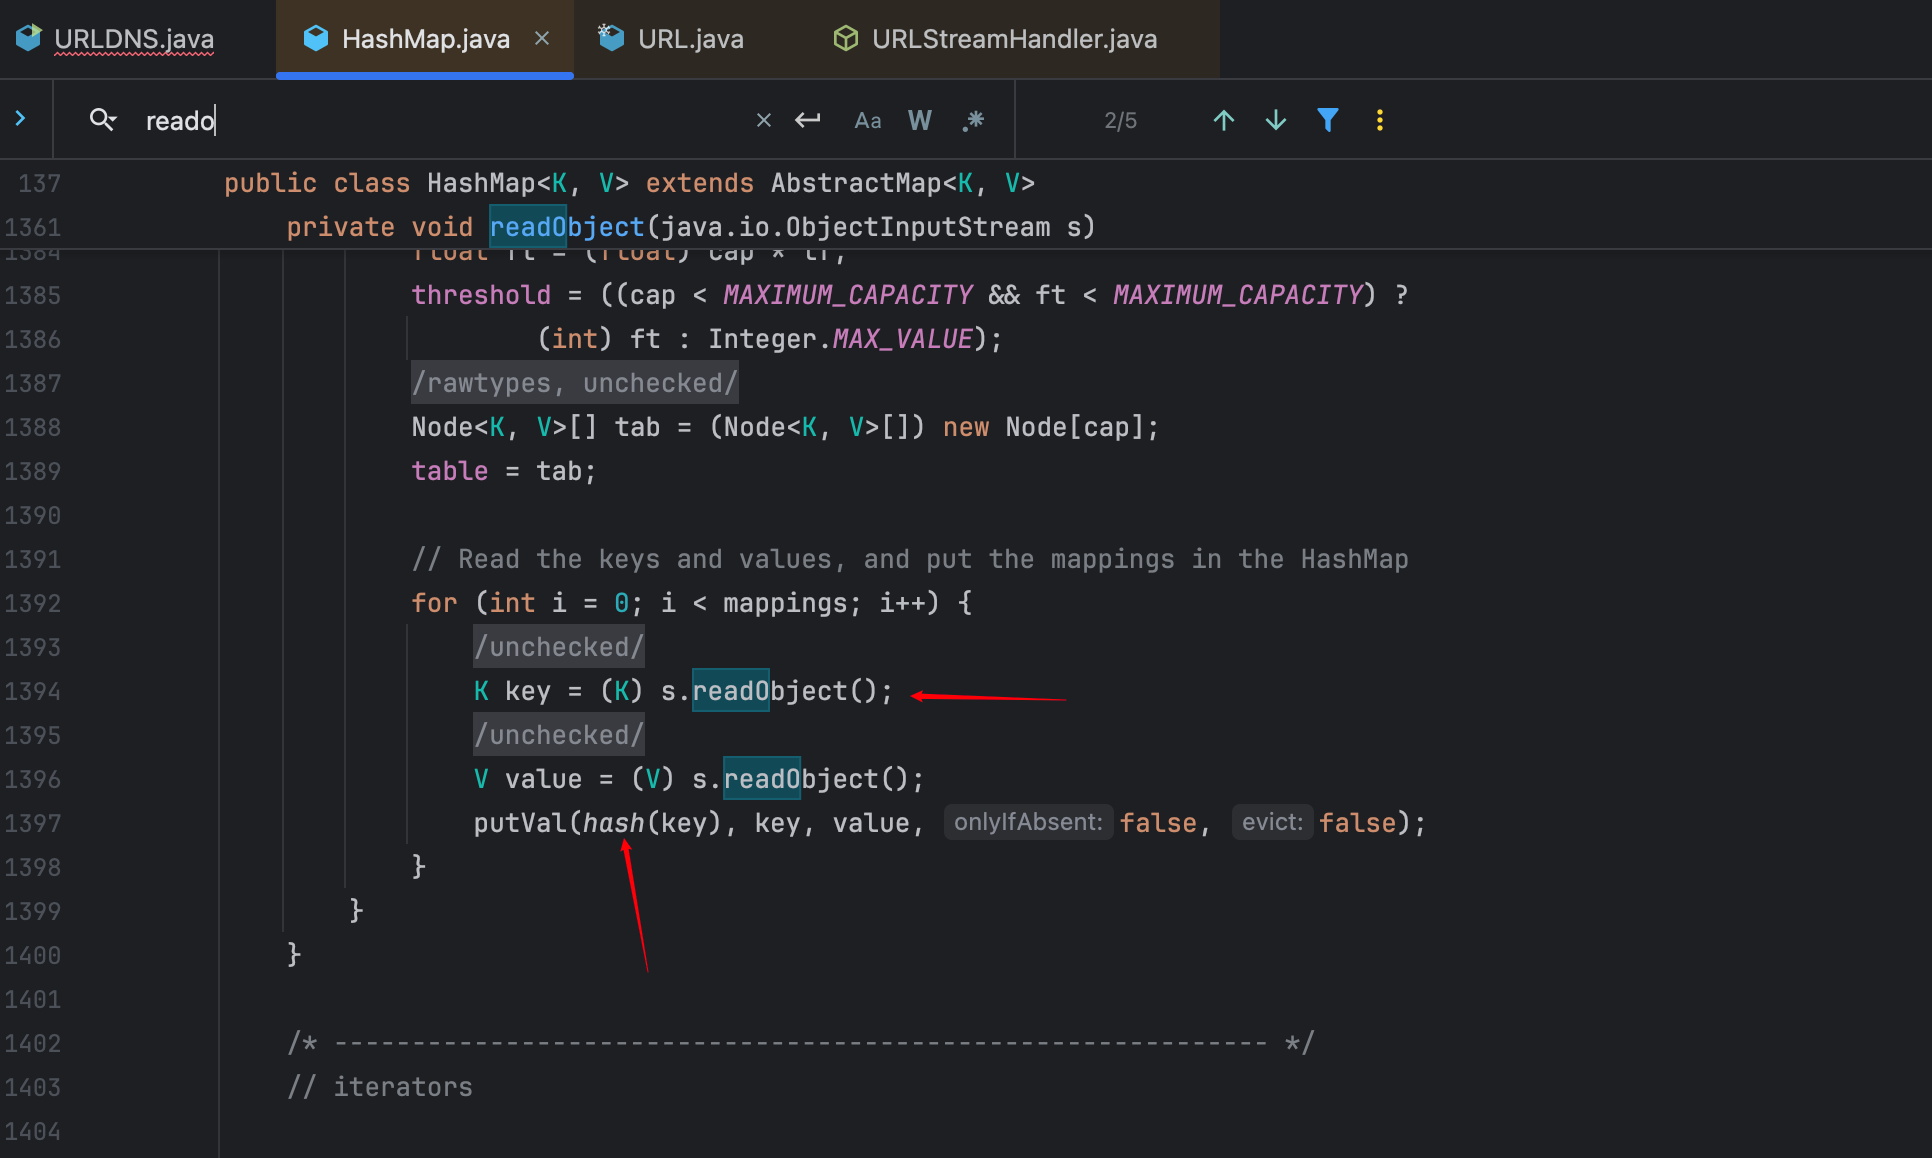 URLDNS.java HashMap.java × URL.java URLStreamHandler.java
reado × Aa W .* 2/5
137 public class HashMap<K, V> extends AbstractMap<K, V>
1361 private void readObject(java.io.ObjectInputStream s)
1384 float ft = (float) cap * lf;
1385 threshold = ((cap < MAXIMUM_CAPACITY && ft < MAXIMUM_CAPACITY) ?
1386 (int) ft : Integer.MAX_VALUE);
1387 /rawtypes, unchecked/
1388 Node<K, V>[] tab = (Node<K, V>[]) new Node[cap];
1389 table = tab;
1390
1391 // Read the keys and values, and put the mappings in the HashMap
1392 for (int i = 0; i < mappings; i++) {
1393 /unchecked/
1394 K key = (K) s.readObject();
1395 /unchecked/
1396 V value = (V) s.readObject();
1397 putVal(hash(key), key, value, onlyIfAbsent: false, evict: false);
1398 }
1399 }
1400 }
1401
1402 /* ------------------------------------------------------------ */
1403 // iterators
1404